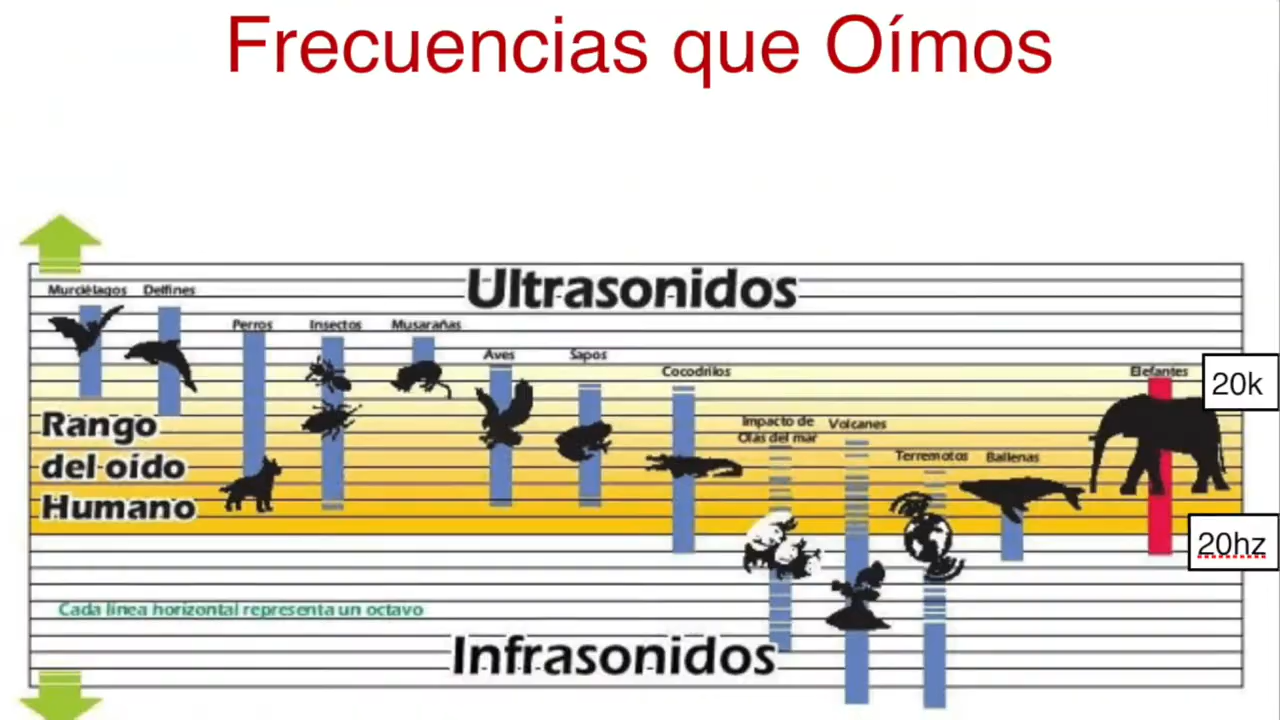 Frecuencias que Oímos
Ultrasonidos
Murciélagos
Delfines
Perros
Insectos
Musarañas
Aves
Sapos
Cocodrilos
Elefantes
20k
Impacto de
Olas del mar
Volcanes
Terremotos
Ballenas
Rango
del oído
Humano
20hz
Cada línea horizontal representa un octavo
Infrasonidos